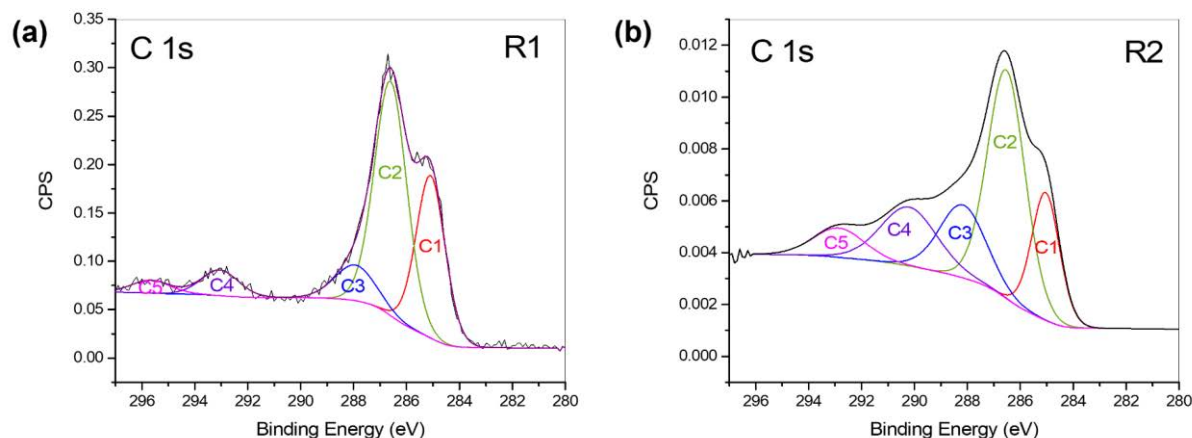 (a)
C 1s
R1
0.35
0.30
0.25
0.20
0.15
0.10
0.05
0.00
CPS
C5
C4
C3
C2
C1
296 294 292 290 288 286 284 282 280
Binding Energy (eV)
(b)
C 1s
R2
0.012
0.010
0.008
0.006
0.004
0.002
0.000
CPS
C5
C4
C3
C2
C1
296 294 292 290 288 286 284 282 280
Binding Energy (eV)